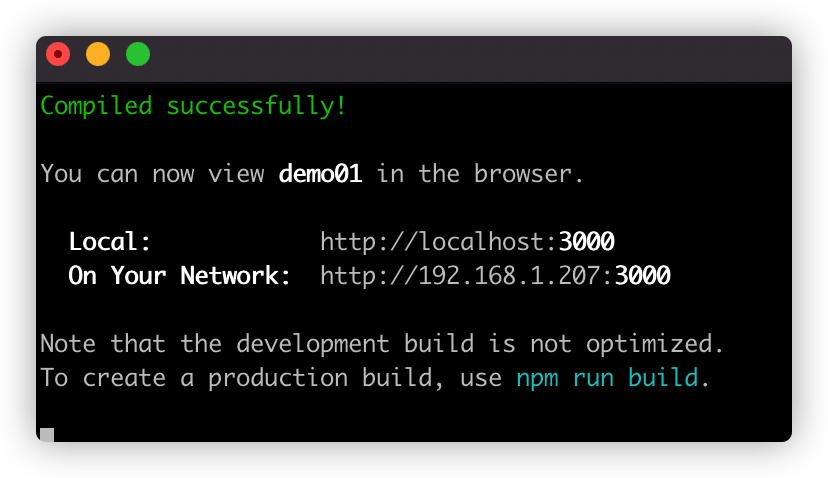 Compiled successfully!
You can now view demo01 in the browser.
Local: http://localhost:3000
On Your Network: http://192.168.1.207:3000
Note that the development build is not optimized.
To create a production build, use npm run build.